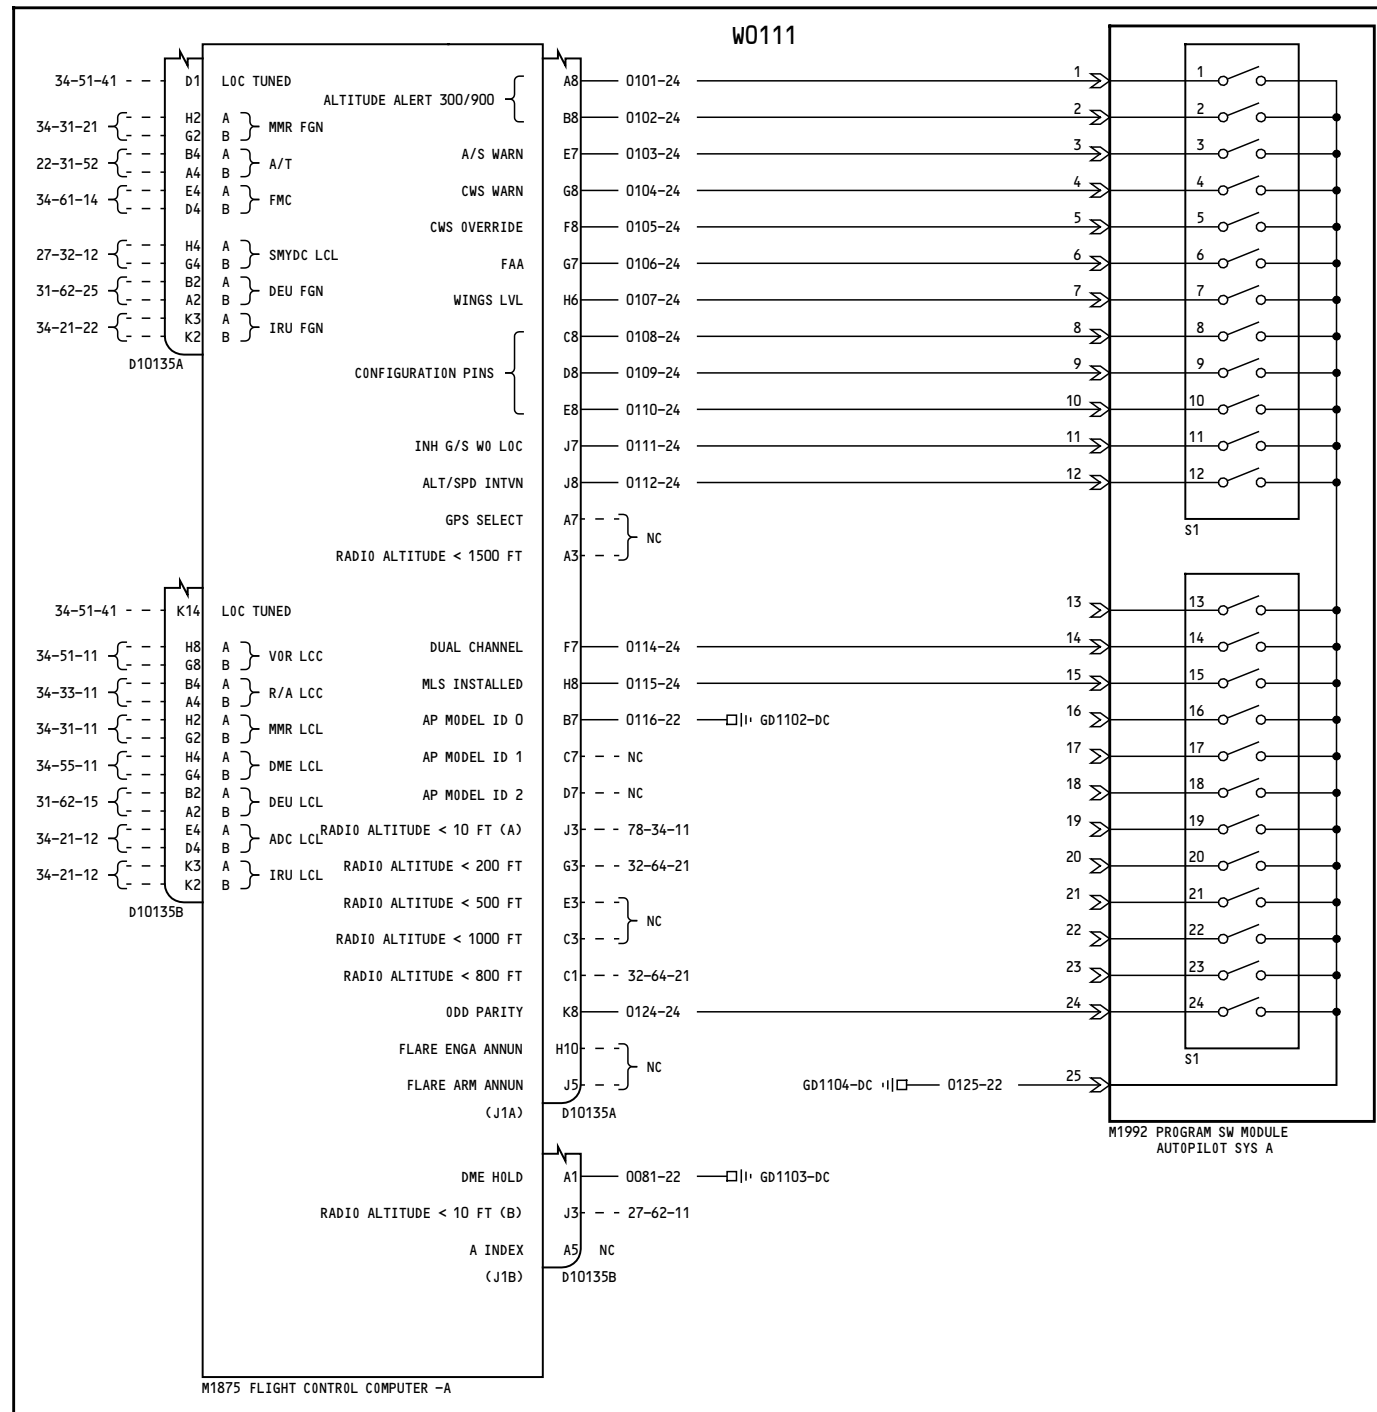 W0111
34-51-41 D1 LOC TUNED
ALTITUDE ALERT 300/900
A8 0101-24 1 1
B8 0102-24 2 2
34-31-21 H2 A MMR FGN
G2 B
22-31-52 B4 A A/T
A4 B
A/S WARN E7 0103-24 3 3
34-61-14 E4 A FMC
D4 B
CWS WARN G8 0104-24 4 4
CWS OVERRIDE F8 0105-24 5 5
27-32-12 H4 A SMYDC LCL
G4 B
FAA G7 0106-24 6 6
31-62-25 B2 A DEU FGN
A2 B
WINGS LVL H6 0107-24 7 7
34-21-22 K3 A IRU FGN
K2 B
D10135A
CONFIGURATION PINS
C8 0108-24 8 8
D8 0109-24 9 9
E8 0110-24 10 10
INH G/S WO LOC J7 0111-24 11 11
ALT/SPD INTVN J8 0112-24 12 12
S1
GPS SELECT A7 NC
RADIO ALTITUDE < 1500 FT A3
34-51-41 K14 LOC TUNED
13 13
34-51-11 H8 A VOR LCC
G8 B
DUAL CHANNEL F7 0114-24 14 14
34-33-11 B4 A R/A LCC
A4 B
MLS INSTALLED H8 0115-24 15 15
34-31-11 H2 A MMR LCL
G2 B
AP MODEL ID 0 B7 0116-22 GD1102-DC 16 16
34-55-11 H4 A DME LCL
G4 B
AP MODEL ID 1 C7 NC 17 17
31-62-15 B2 A DEU LCL
A2 B
AP MODEL ID 2 D7 NC 18 18
34-21-12 E4 A ADC LCL
D4 B
RADIO ALTITUDE < 10 FT (A) J3 78-34-11 19 19
34-21-12 K3 A IRU LCL
K2 B
D10135B
RADIO ALTITUDE < 200 FT G3 32-64-21 20 20
RADIO ALTITUDE < 500 FT E3 NC 21 21
RADIO ALTITUDE < 1000 FT C3 22 22
RADIO ALTITUDE < 800 FT C1 32-64-21 23 23
ODD PARITY K8 0124-24 24 24
S1
FLARE ENGA ANNUN H10 NC
FLARE ARM ANNUN J5
GD1104-DC 0125-22 25
(J1A) D10135A
M1992 PROGRAM SW MODULE
AUTOPILOT SYS A
DME HOLD A1 0081-22 GD1103-DC
RADIO ALTITUDE < 10 FT (B) J3 27-62-11
A INDEX A5 NC
(J1B) D10135B
M1875 FLIGHT CONTROL COMPUTER -A